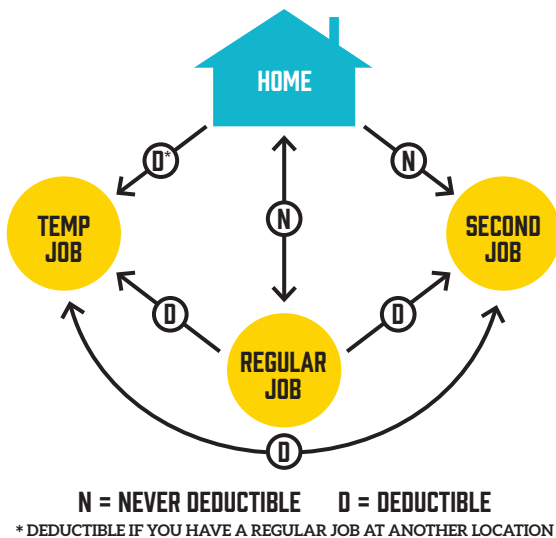 HOME
D*
N
N
TEMP
JOB
SECOND
JOB
D
D
REGULAR
JOB
D
N = NEVER DEDUCTIBLE D = DEDUCTIBLE
* DEDUCTIBLE IF YOU HAVE A REGULAR JOB AT ANOTHER LOCATION